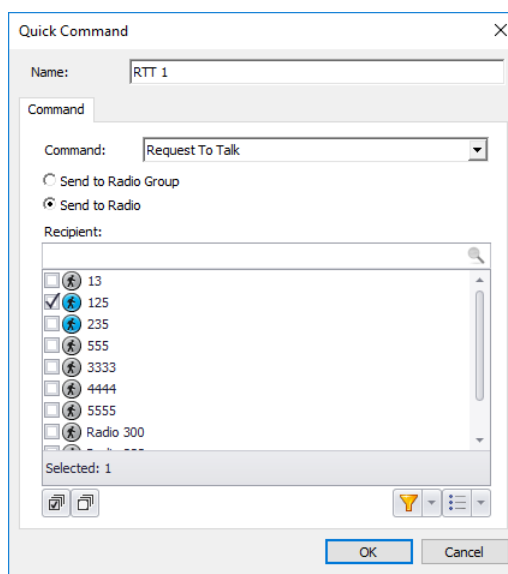 Quick Command
Name: RTT 1
Command
Command: Request To Talk
Send to Radio Group
Send to Radio
Recipient:
13
125
235
555
3333
4444
5555
Radio 300
Selected: 1
OK Cancel